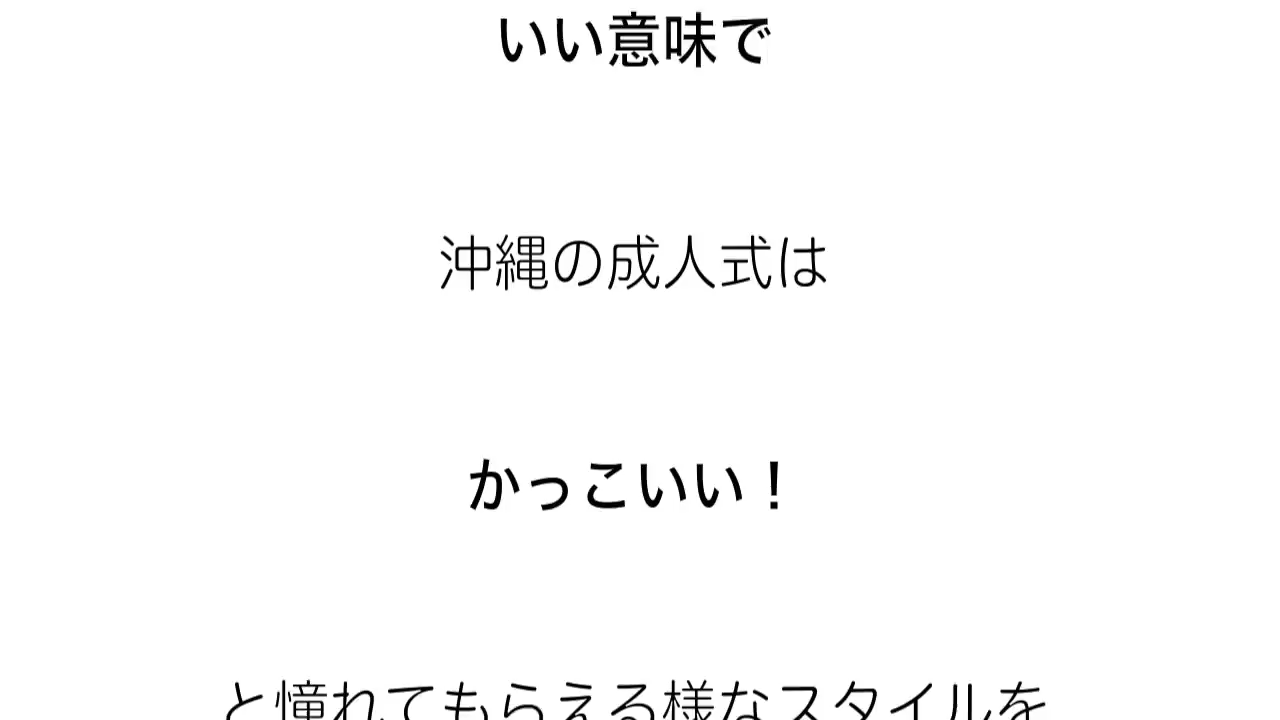 いい意味で
沖縄の成人式は
かっこいい！
と憧れてもらえる様なスタイルを